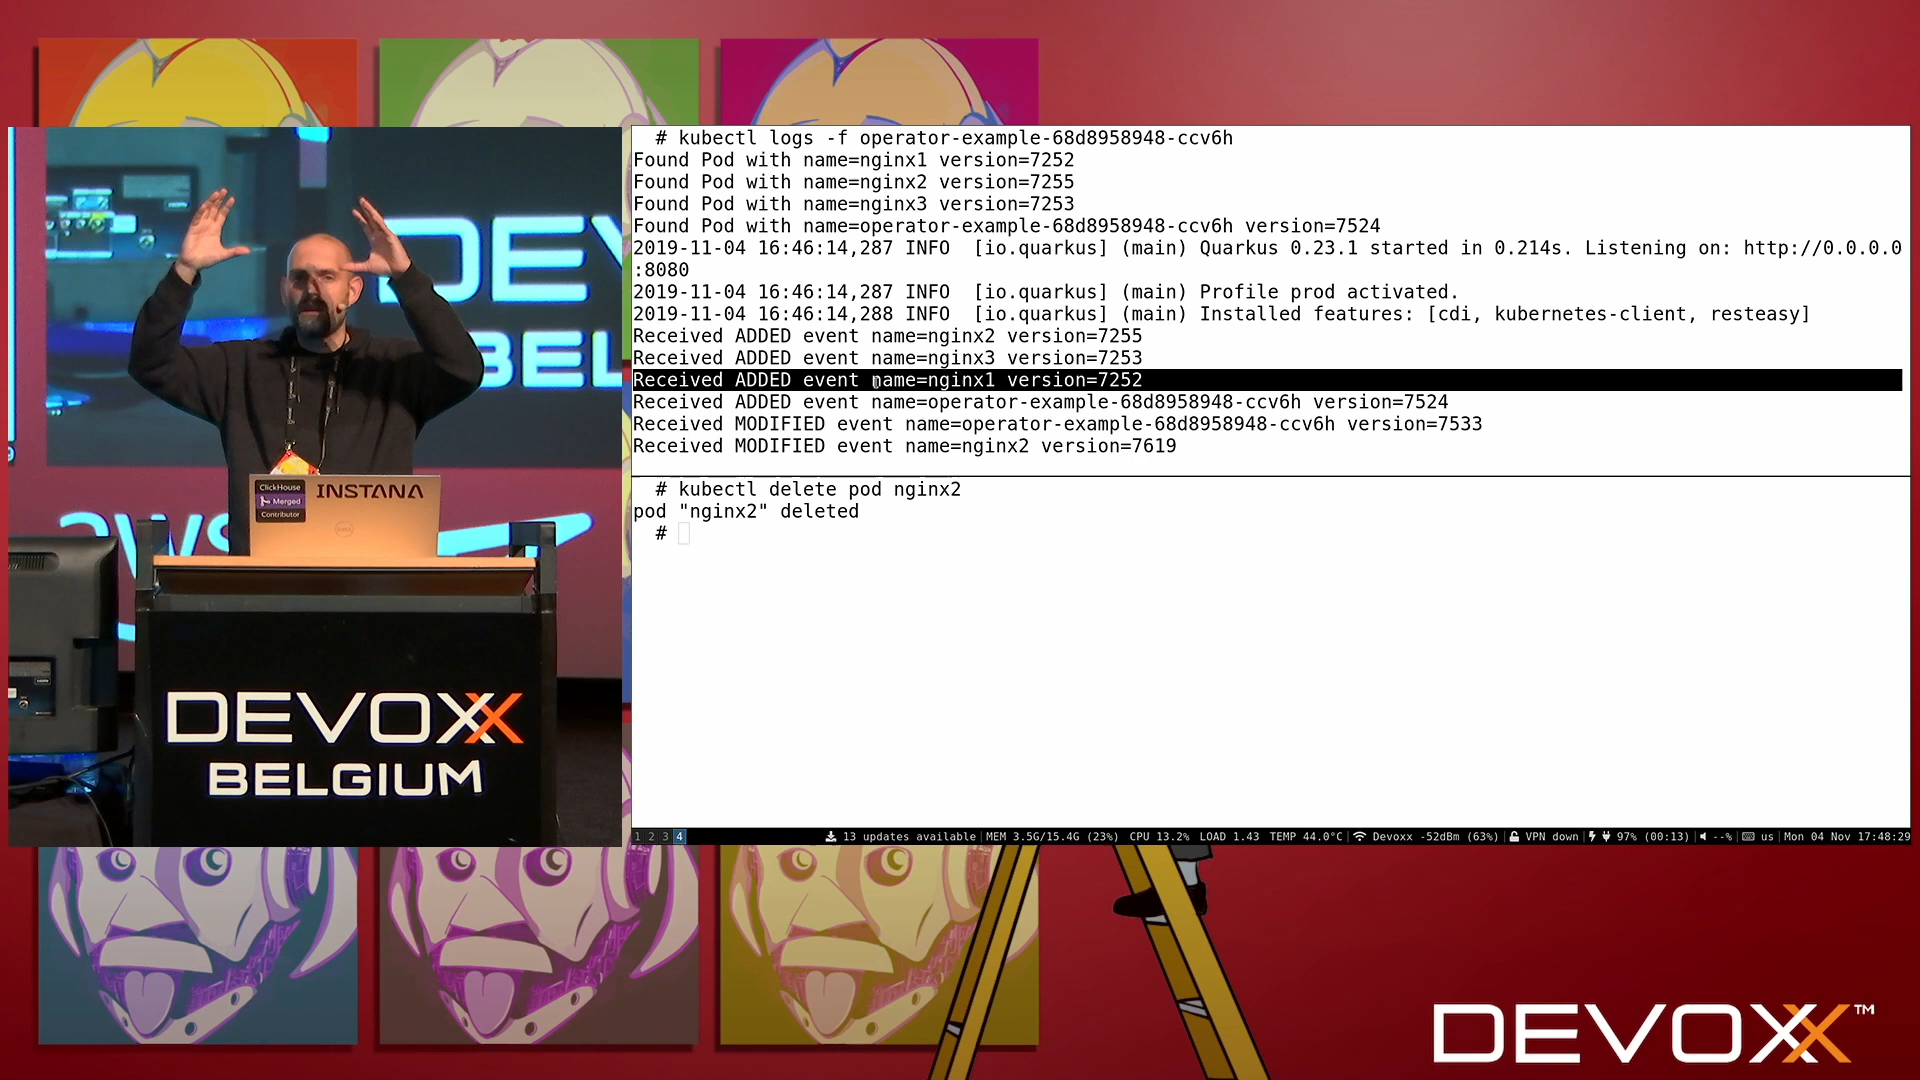 DEV
BEL
aws
ClickHouse
Merged
Contributor
INSTANA
DELL
DEVOXX
BELGIUM
# kubectl logs -f operator-example-68d8958948-ccv6h
Found Pod with name=nginx1 version=7252
Found Pod with name=nginx2 version=7255
Found Pod with name=nginx3 version=7253
Found Pod with name=operator-example-68d8958948-ccv6h version=7524
2019-11-04 16:46:14,287 INFO  [io.quarkus] (main) Quarkus 0.23.1 started in 0.214s. Listening on: http://0.0.0.0
:8080
2019-11-04 16:46:14,287 INFO  [io.quarkus] (main) Profile prod activated.
2019-11-04 16:46:14,288 INFO  [io.quarkus] (main) Installed features: [cdi, kubernetes-client, resteasy]
Received ADDED event name=nginx2 version=7255
Received ADDED event name=nginx3 version=7253
Received ADDED event name=nginx1 version=7252
Received ADDED event name=operator-example-68d8958948-ccv6h version=7524
Received MODIFIED event name=operator-example-68d8958948-ccv6h version=7533
Received MODIFIED event name=nginx2 version=7619
# kubectl delete pod nginx2
pod "nginx2" deleted
#
1 2 3 4 13 updates available | MEM 3.5G/15.4G (23%) CPU 13.2% LOAD 1.43 TEMP 44.0°C | Devoxx -52dBm (63%) | VPN down | 97% (00:13) | --% | us | Mon 04 Nov 17:48:29
DEVOXX™